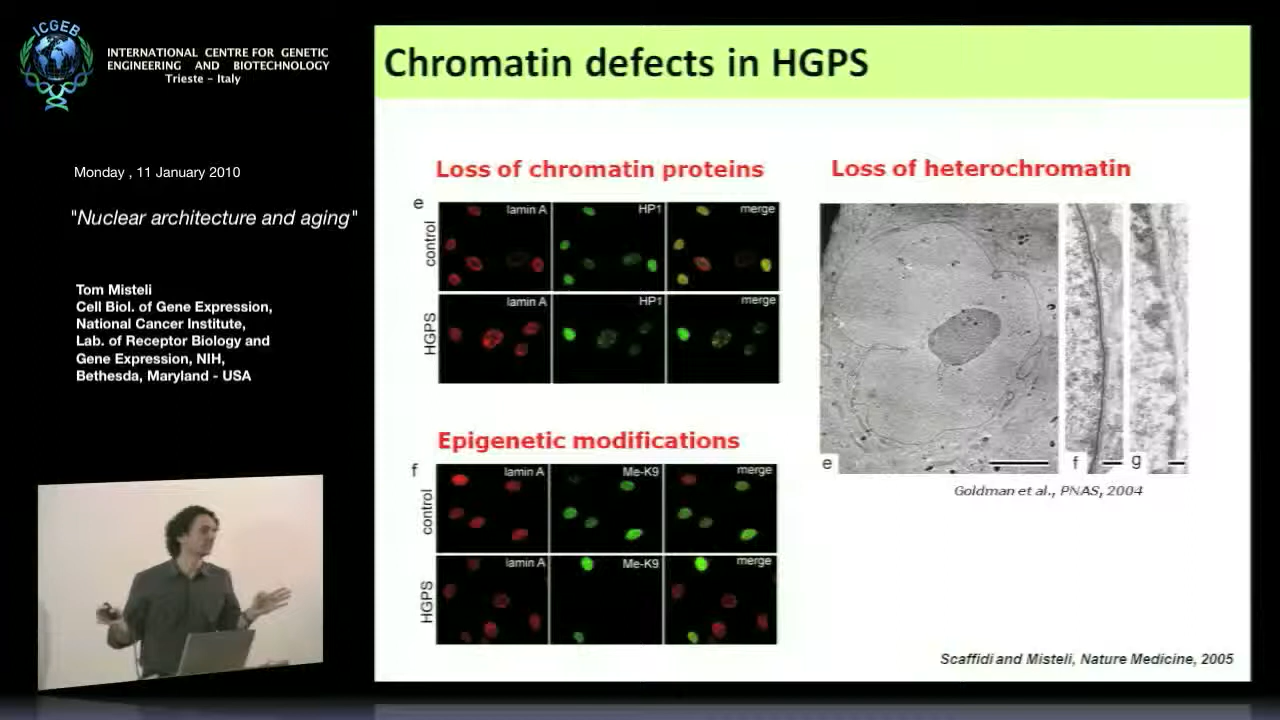 ICGEB
INTERNATIONAL CENTRE FOR GENETIC
ENGINEERING AND BIOTECHNOLOGY
Trieste - Italy
Monday , 11 January 2010
"Nuclear architecture and aging"
Tom Misteli
Cell Biol. of Gene Expression,
National Cancer Institute,
Lab. of Receptor Biology and
Gene Expression, NIH,
Bethesda, Maryland - USA
Chromatin defects in HGPS
Loss of chromatin proteins
e
control
lamin A
HP1
merge
HGPS
lamin A
HP1
merge
Epigenetic modifications
f
control
lamin A
Me-K9
merge
HGPS
lamin A
Me-K9
merge
Loss of heterochromatin
e
f
g
Goldman et al., PNAS, 2004
Scaffidi and Misteli, Nature Medicine, 2005